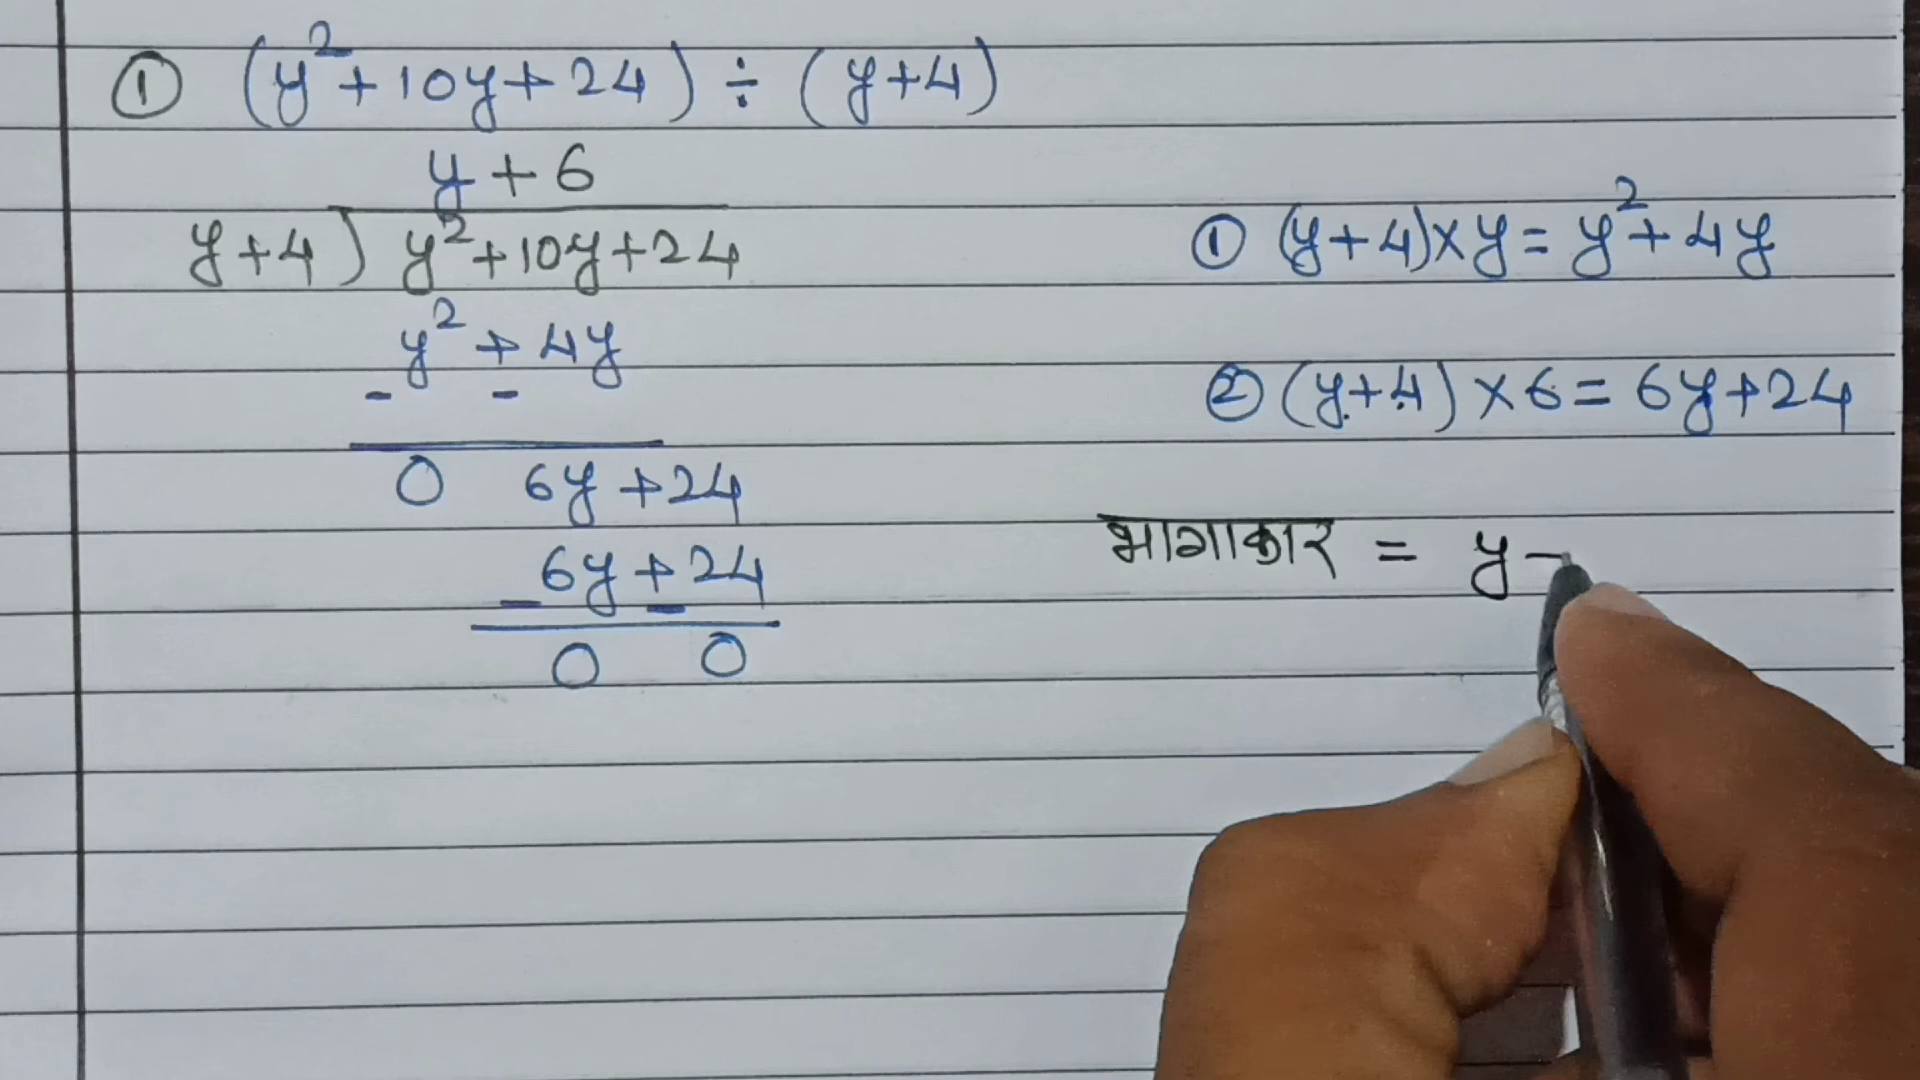 ① (y²+10y+24) ÷ (y+4)
y + 6
y+4) y²+10y+24
y² + 4y
- -
0 6y+24
6y+24
- -
0 0
① (y+4)×y = y²+4y
② (y+4)×6 = 6y+24
भागाकार = y -